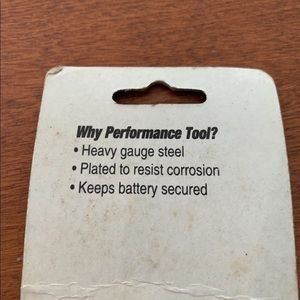 Why Performance Tool?
• Heavy gauge steel
• Plated to resist corrosion
• Keeps battery secured